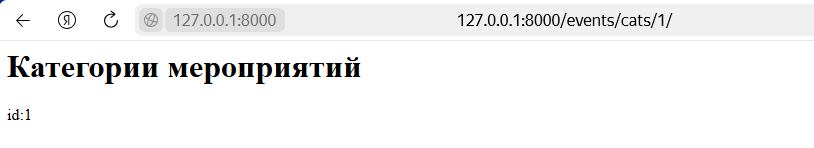 Я 127.0.0.1:8000 127.0.0.1:8000/events/cats/1/
Категории мероприятий
id:1